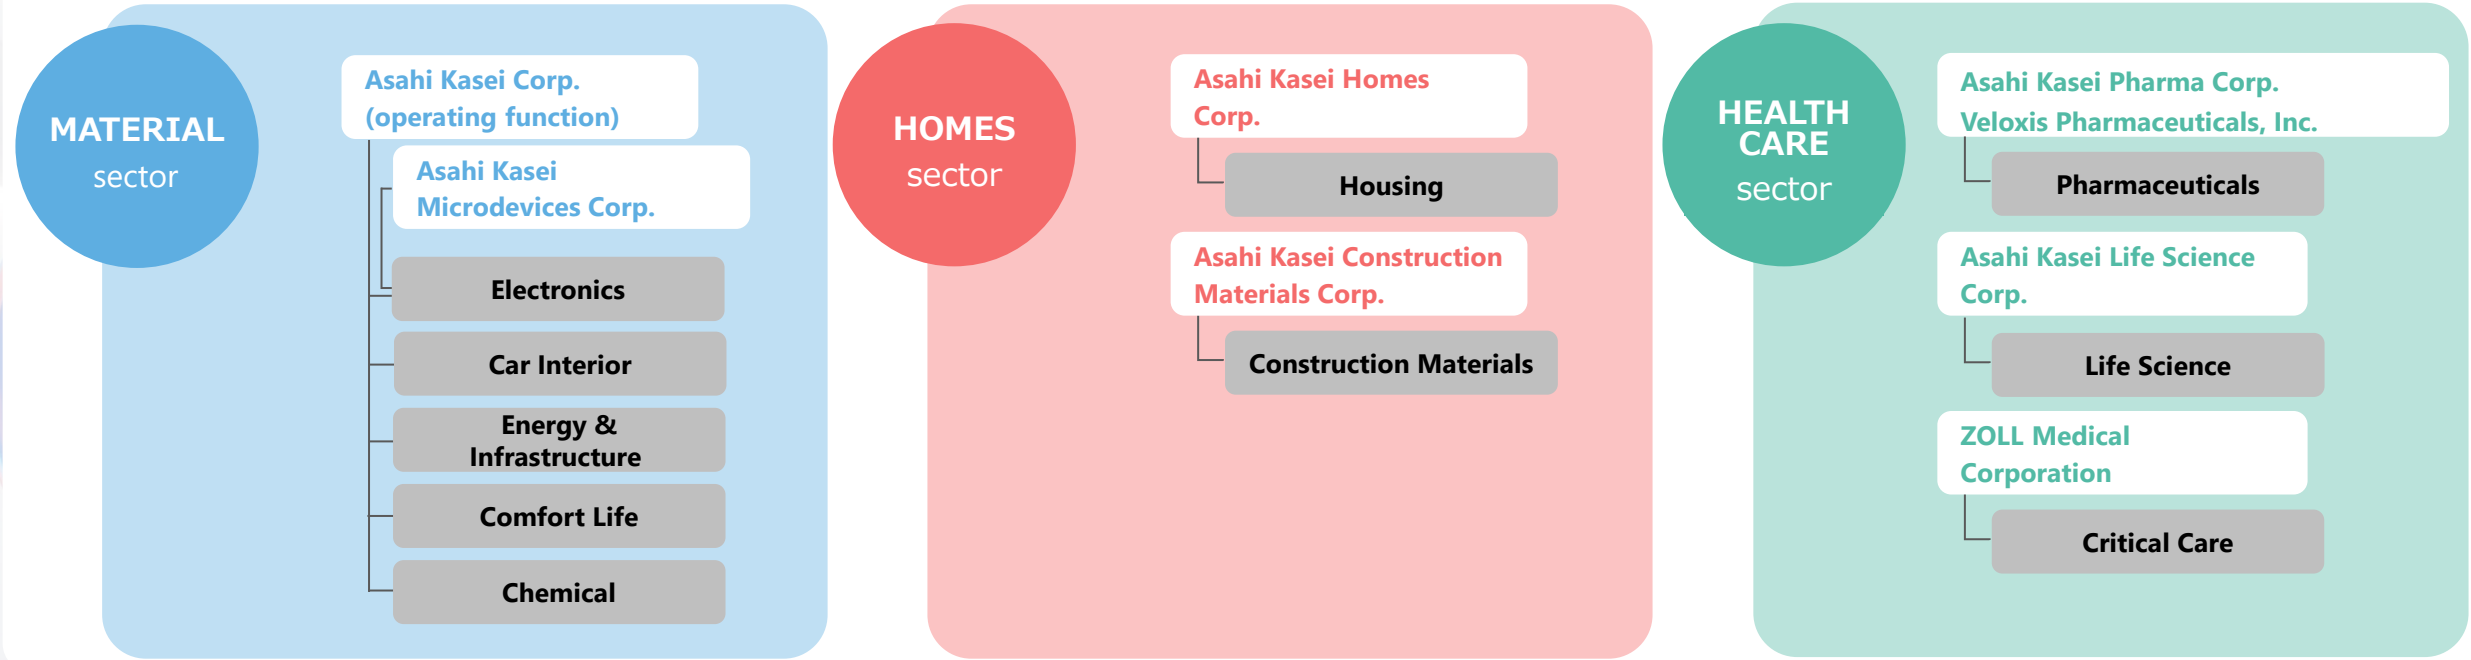 MATERIAL
sector
Asahi Kasei Corp.
(operating function)
Asahi Kasei
Microdevices Corp.
Electronics
Car Interior
Energy &
Infrastructure
Comfort Life
Chemical
HOMES
sector
Asahi Kasei Homes
Corp.
Housing
Asahi Kasei Construction
Materials Corp.
Construction Materials
HEALTH
CARE
sector
Asahi Kasei Pharma Corp.
Veloxis Pharmaceuticals, Inc.
Pharmaceuticals
Asahi Kasei Life Science
Corp.
Life Science
ZOLL Medical
Corporation
Critical Care